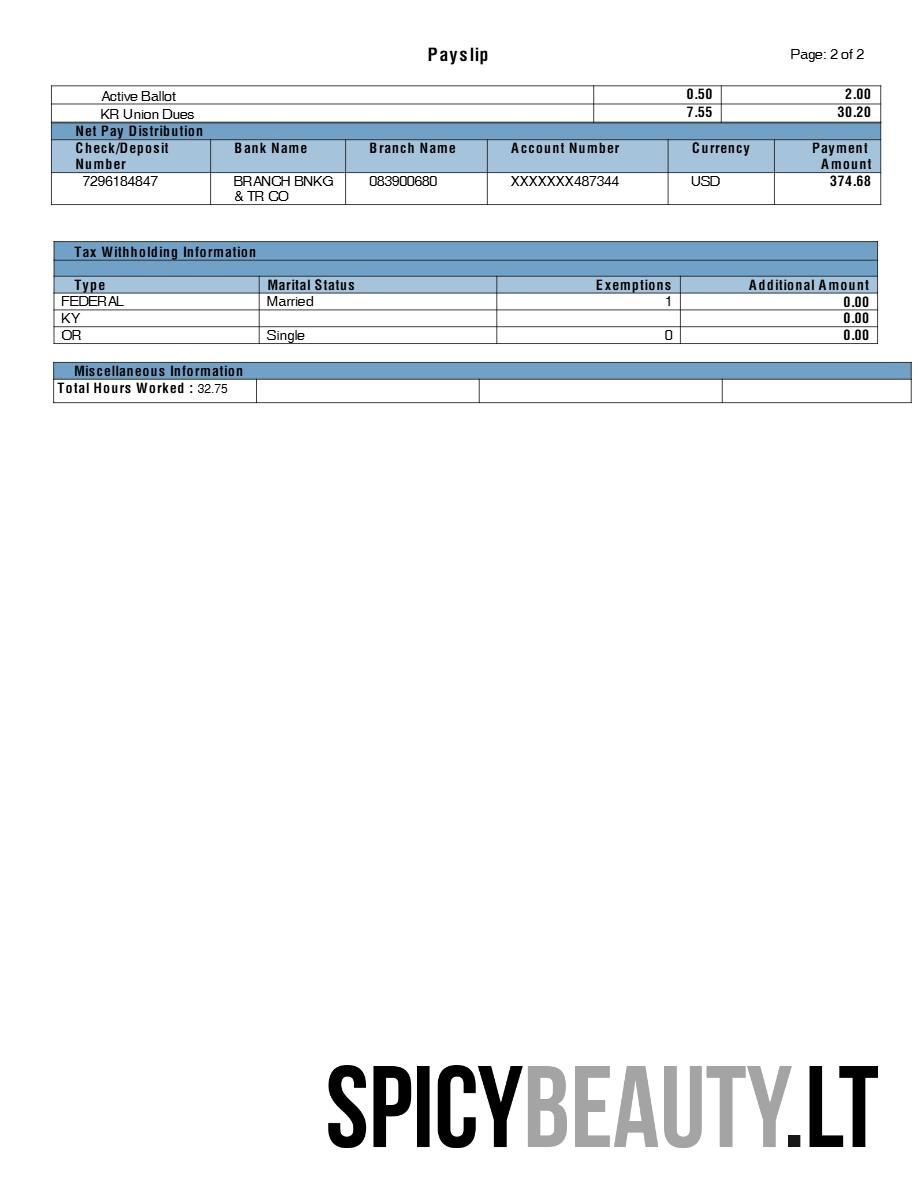 Payslip
Page: 2 of 2
Active Ballot 0.50 2.00
KR Union Dues 7.55 30.20
Net Pay Distribution
Check/Deposit Number Bank Name Branch Name Account Number Currency Payment Amount
7296184847 BRANCH BNKG & TR CO 083900680 XXXXXXX487344 USD 374.68
Tax Withholding Information
Type Marital Status Exemptions Additional Amount
FEDERAL Married 1 0.00
KY 0.00
OR Single 0 0.00
Miscellaneous Information
Total Hours Worked : 32.75
SPICYBEAUTY.LT